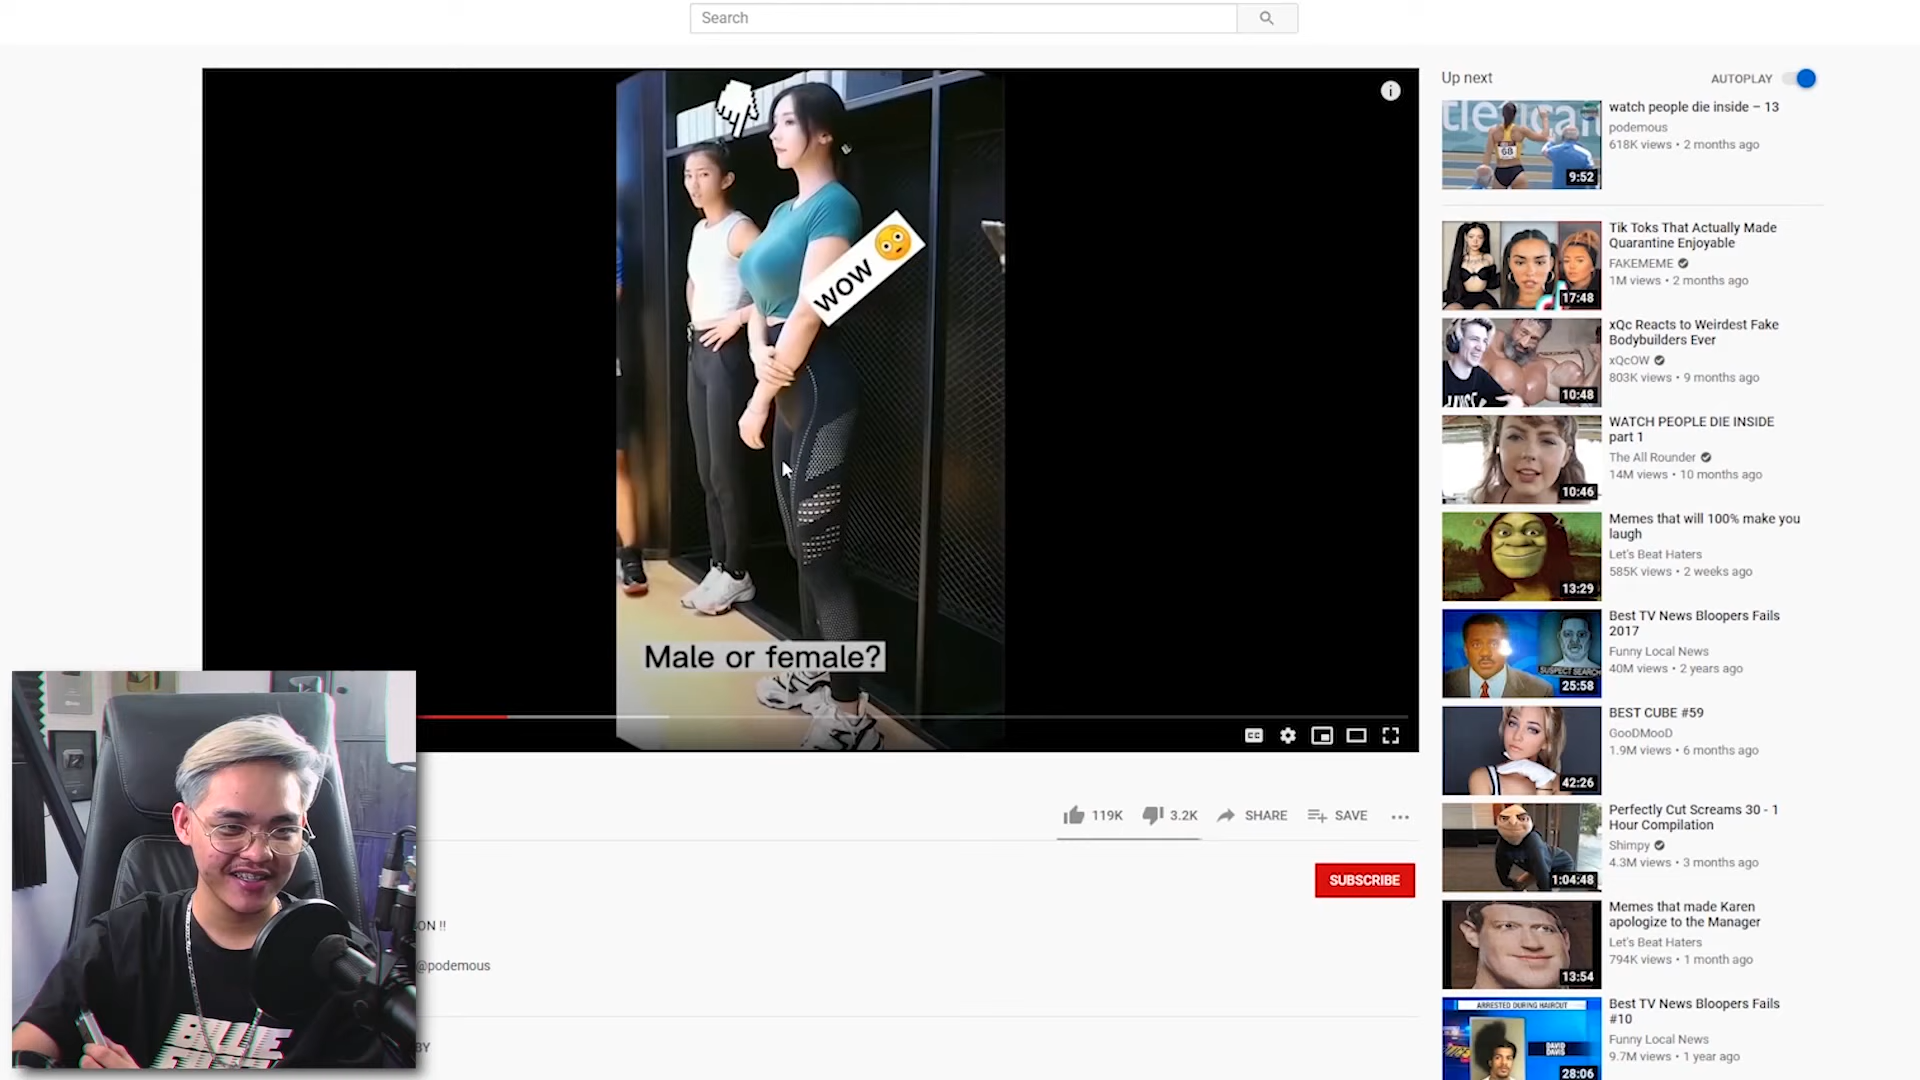 Search
wow
Male or female?
119K
3.2K
SHARE
SAVE
SUBSCRIBE
ON !!
@podemous
BY
Up next
AUTOPLAY
68
9:52
watch people die inside – 13
podemous
618K views • 2 months ago
17:48
Tik Toks That Actually Made
Quarantine Enjoyable
FAKEMEME
1M views • 2 months ago
10:48
xQc Reacts to Weirdest Fake
Bodybuilders Ever
xQcOW
803K views • 9 months ago
10:46
WATCH PEOPLE DIE INSIDE
part 1
The All Rounder
14M views • 10 months ago
13:29
Memes that will 100% make you
laugh
Let's Beat Haters
585K views • 2 weeks ago
SUSPECT SEARCH
25:58
Best TV News Bloopers Fails
2017
Funny Local News
40M views • 2 years ago
42:26
BEST CUBE #59
GooDMooD
1.9M views • 6 months ago
1:04:48
Perfectly Cut Screams 30 - 1
Hour Compilation
Shimpy
4.3M views • 3 months ago
13:54
Memes that made Karen
apologize to the Manager
Let's Beat Haters
794K views • 1 month ago
ARRESTED DURING HAIRCUT
DAVID
DAVIS
28:06
Best TV News Bloopers Fails
#10
Funny Local News
9.7M views • 1 year ago